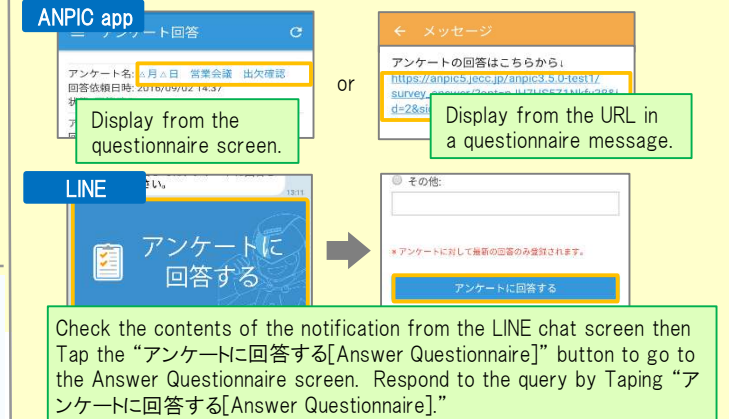 ANPIC app
アンケート回答
アンケート名: △月△日 営業会議 出欠確認
回答依頼日時: 2016/09/02 14:37
Display from the
questionnaire screen.
or
← メッセージ
アンケートの回答はこちらから↓
https://anpic5.jecc.jp/anpic3.5.0-test1/
Display from the URL in
a questionnaire message.
LINE
さい。
13:11
アンケートに
回答する
その他:
※アンケートに対して最新の回答のみ登録されます。
アンケートに回答する
Check the contents of the notification from the LINE chat screen then
Tap the “アンケートに回答する[Answer Questionnaire]” button to go to
the Answer Questionnaire screen. Respond to the query by Taping “ア
ンケートに回答する[Answer Questionnaire].”